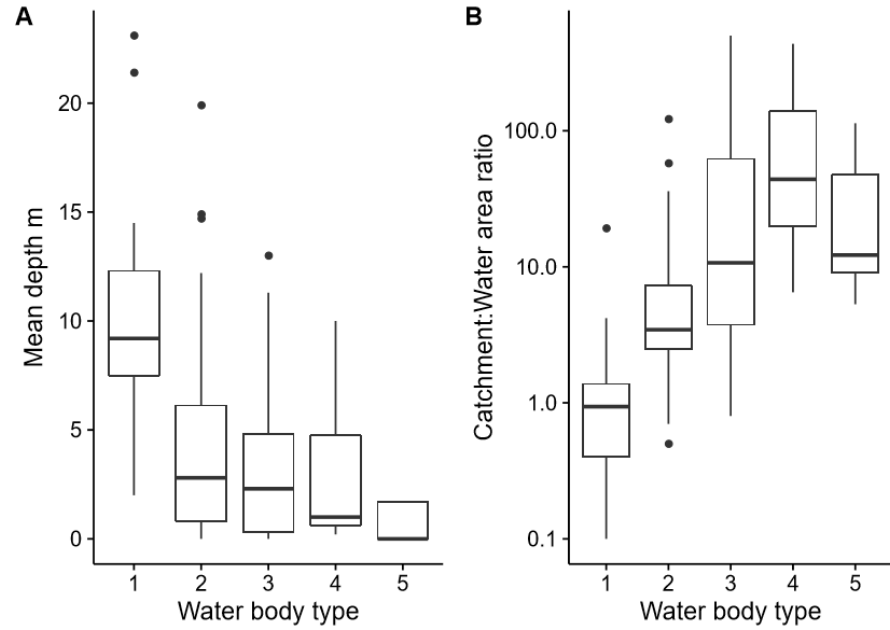 A
Mean depth m
20
15
10
5
0
1 2 3 4 5
Water body type
B
Catchment:Water area ratio
100.0
10.0
1.0
0.1
1 2 3 4 5
Water body type